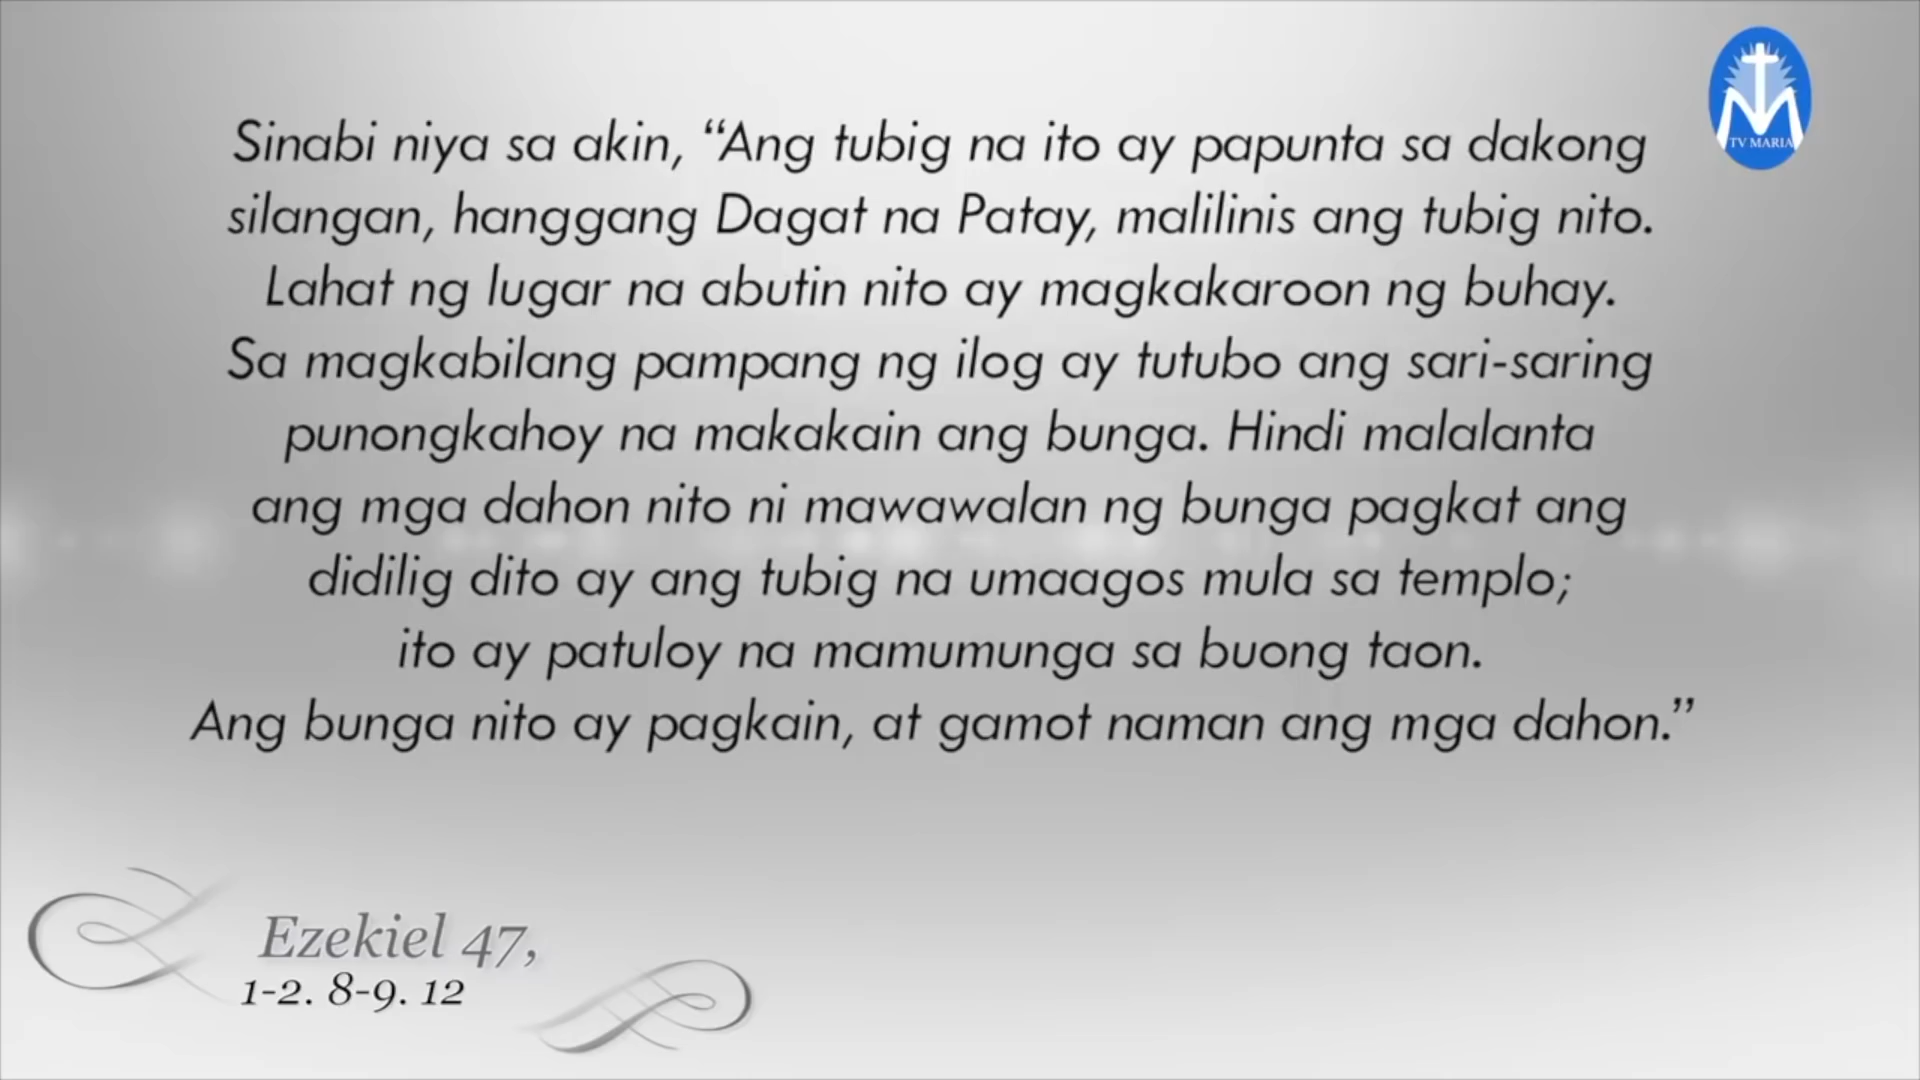 TV MARIA
Sinabi niya sa akin, “Ang tubig na ito ay papunta sa dakong
silangan, hanggang Dagat na Patay, malilinis ang tubig nito.
Lahat ng lugar na abutin nito ay magkakaroon ng buhay.
Sa magkabilang pampang ng ilog ay tutubo ang sari-saring
punongkahoy na makakain ang bunga. Hindi malalanta
ang mga dahon nito ni mawawalan ng bunga pagkat ang
didilig dito ay ang tubig na umaagos mula sa templo;
ito ay patuloy na mamumunga sa buong taon.
Ang bunga nito ay pagkain, at gamot naman ang mga dahon.”
Ezekiel 47,
1-2. 8-9. 12